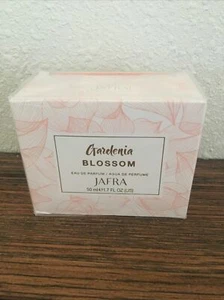 Gardenia
BLOSSOM
EAU DE PARFUM • AGUA DE PERFUME
JAFRA
50 ml/1.7 FL. OZ. (US)